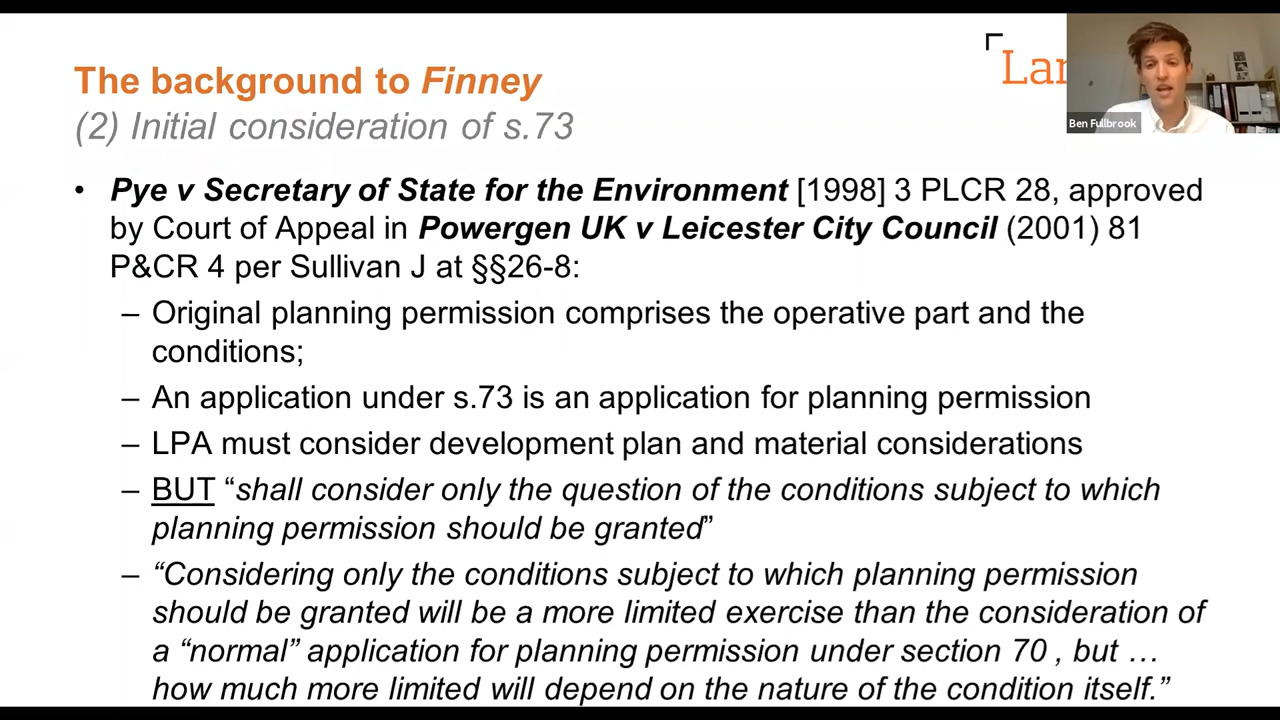 The background to Finney
(2) Initial consideration of s.73
Lar
Ben Fullbrook
• Pye v Secretary of State for the Environment [1998] 3 PLCR 28, approved
by Court of Appeal in Powergen UK v Leicester City Council (2001) 81
P&CR 4 per Sullivan J at §§26-8:
– Original planning permission comprises the operative part and the
conditions;
– An application under s.73 is an application for planning permission
– LPA must consider development plan and material considerations
– BUT “shall consider only the question of the conditions subject to which
planning permission should be granted”
– “Considering only the conditions subject to which planning permission
should be granted will be a more limited exercise than the consideration of
a “normal” application for planning permission under section 70 , but …
how much more limited will depend on the nature of the condition itself.”